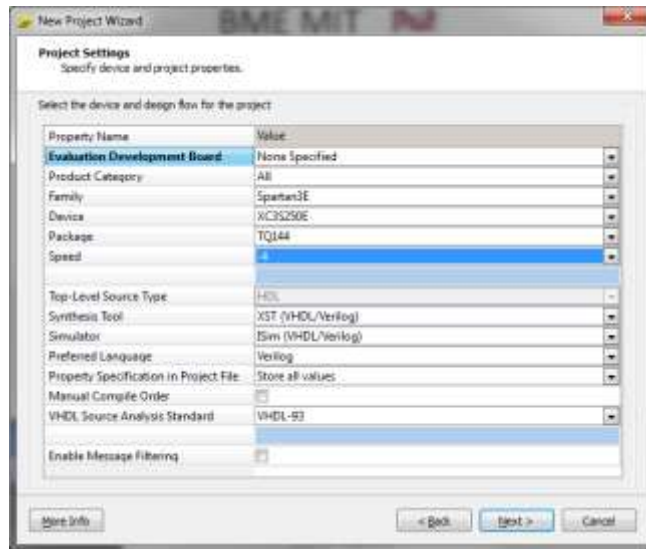 New Project Wizard
BME MIT
Project Settings
Specify device and project properties.
Select the device and design flow for the project
Property Name Value
Evaluation Development Board None Specified
Product Category All
Family Spartan3E
Device XC3S250E
Package TQ144
Speed -4
Top-Level Source Type HDL
Synthesis Tool XST (VHDL/Verilog)
Simulator ISim (VHDL/Verilog)
Preferred Language Verilog
Property Specification in Project File Store all values
Manual Compile Order
VHDL Source Analysis Standard VHDL-93
Enable Message Filtering
More Info < Back Next > Cancel